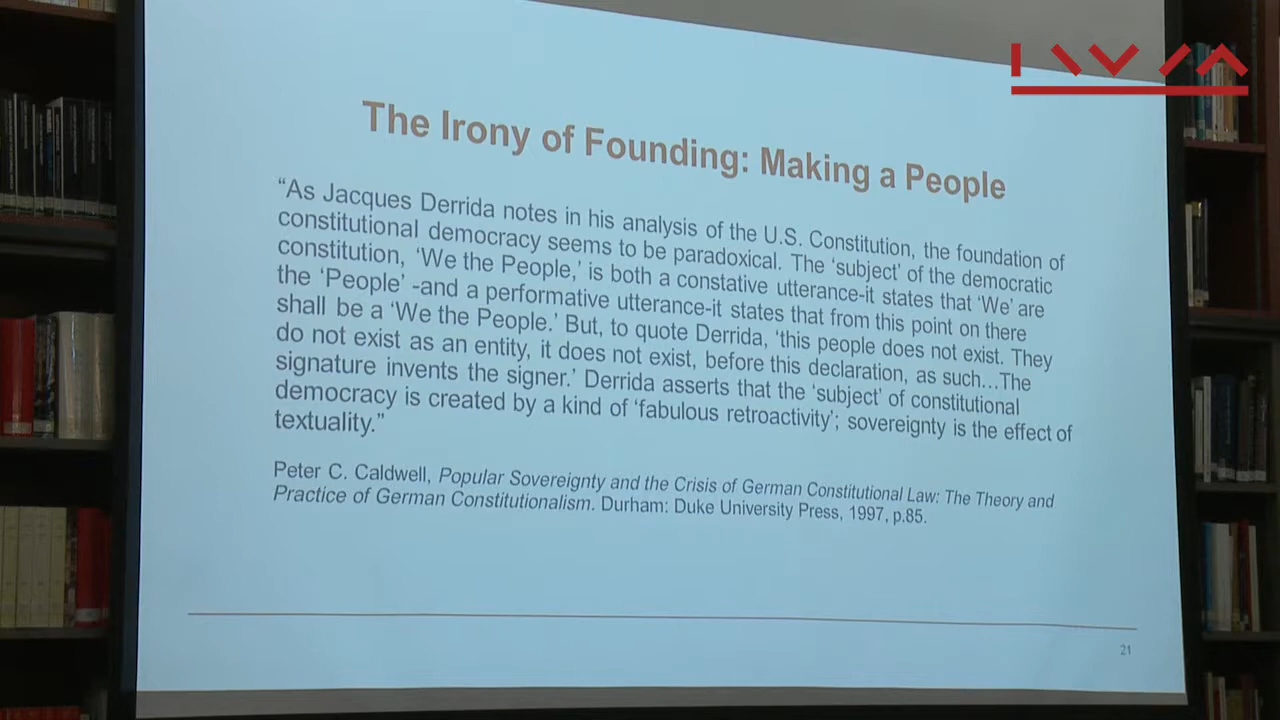 The Irony of Founding: Making a People
“As Jacques Derrida notes in his analysis of the U.S. Constitution, the foundation of
constitutional democracy seems to be paradoxical. The ‘subject’ of the democratic
constitution, ‘We the People,’ is both a constative utterance-it states that ‘We’ are
the ‘People’ -and a performative utterance-it states that from this point on there
shall be a ‘We the People.’ But, to quote Derrida, ‘this people does not exist. They
do not exist as an entity, it does not exist, before this declaration, as such…The
signature invents the signer.’ Derrida asserts that the ‘subject’ of constitutional
democracy is created by a kind of ‘fabulous retroactivity’; sovereignty is the effect of
textuality.”
Peter C. Caldwell, Popular Sovereignty and the Crisis of German Constitutional Law: The Theory and
Practice of German Constitutionalism. Durham: Duke University Press, 1997, p.85.
21